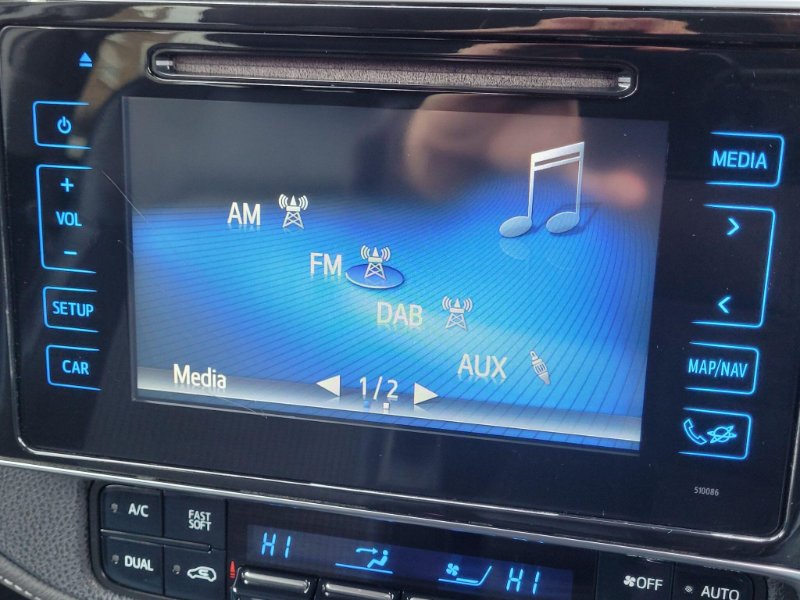 MEDIA
+
VOL
-
SETUP
CAR
>
<
MAP/NAV
AM
FM
DAB
AUX
Media
◀ 1/2 ▶
510086
A/C
FAST
SOFT
DUAL
HI
HI
OFF
AUTO